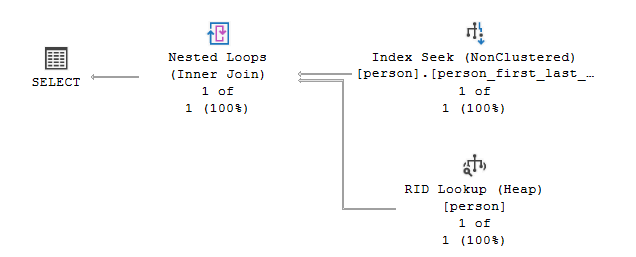 SELECT
Nested Loops
(Inner Join)
1 of
1 (100%)
Index Seek (NonClustered)
[person].[person_first_last_…
1 of
1 (100%)
RID Lookup (Heap)
[person]
1 of
1 (100%)